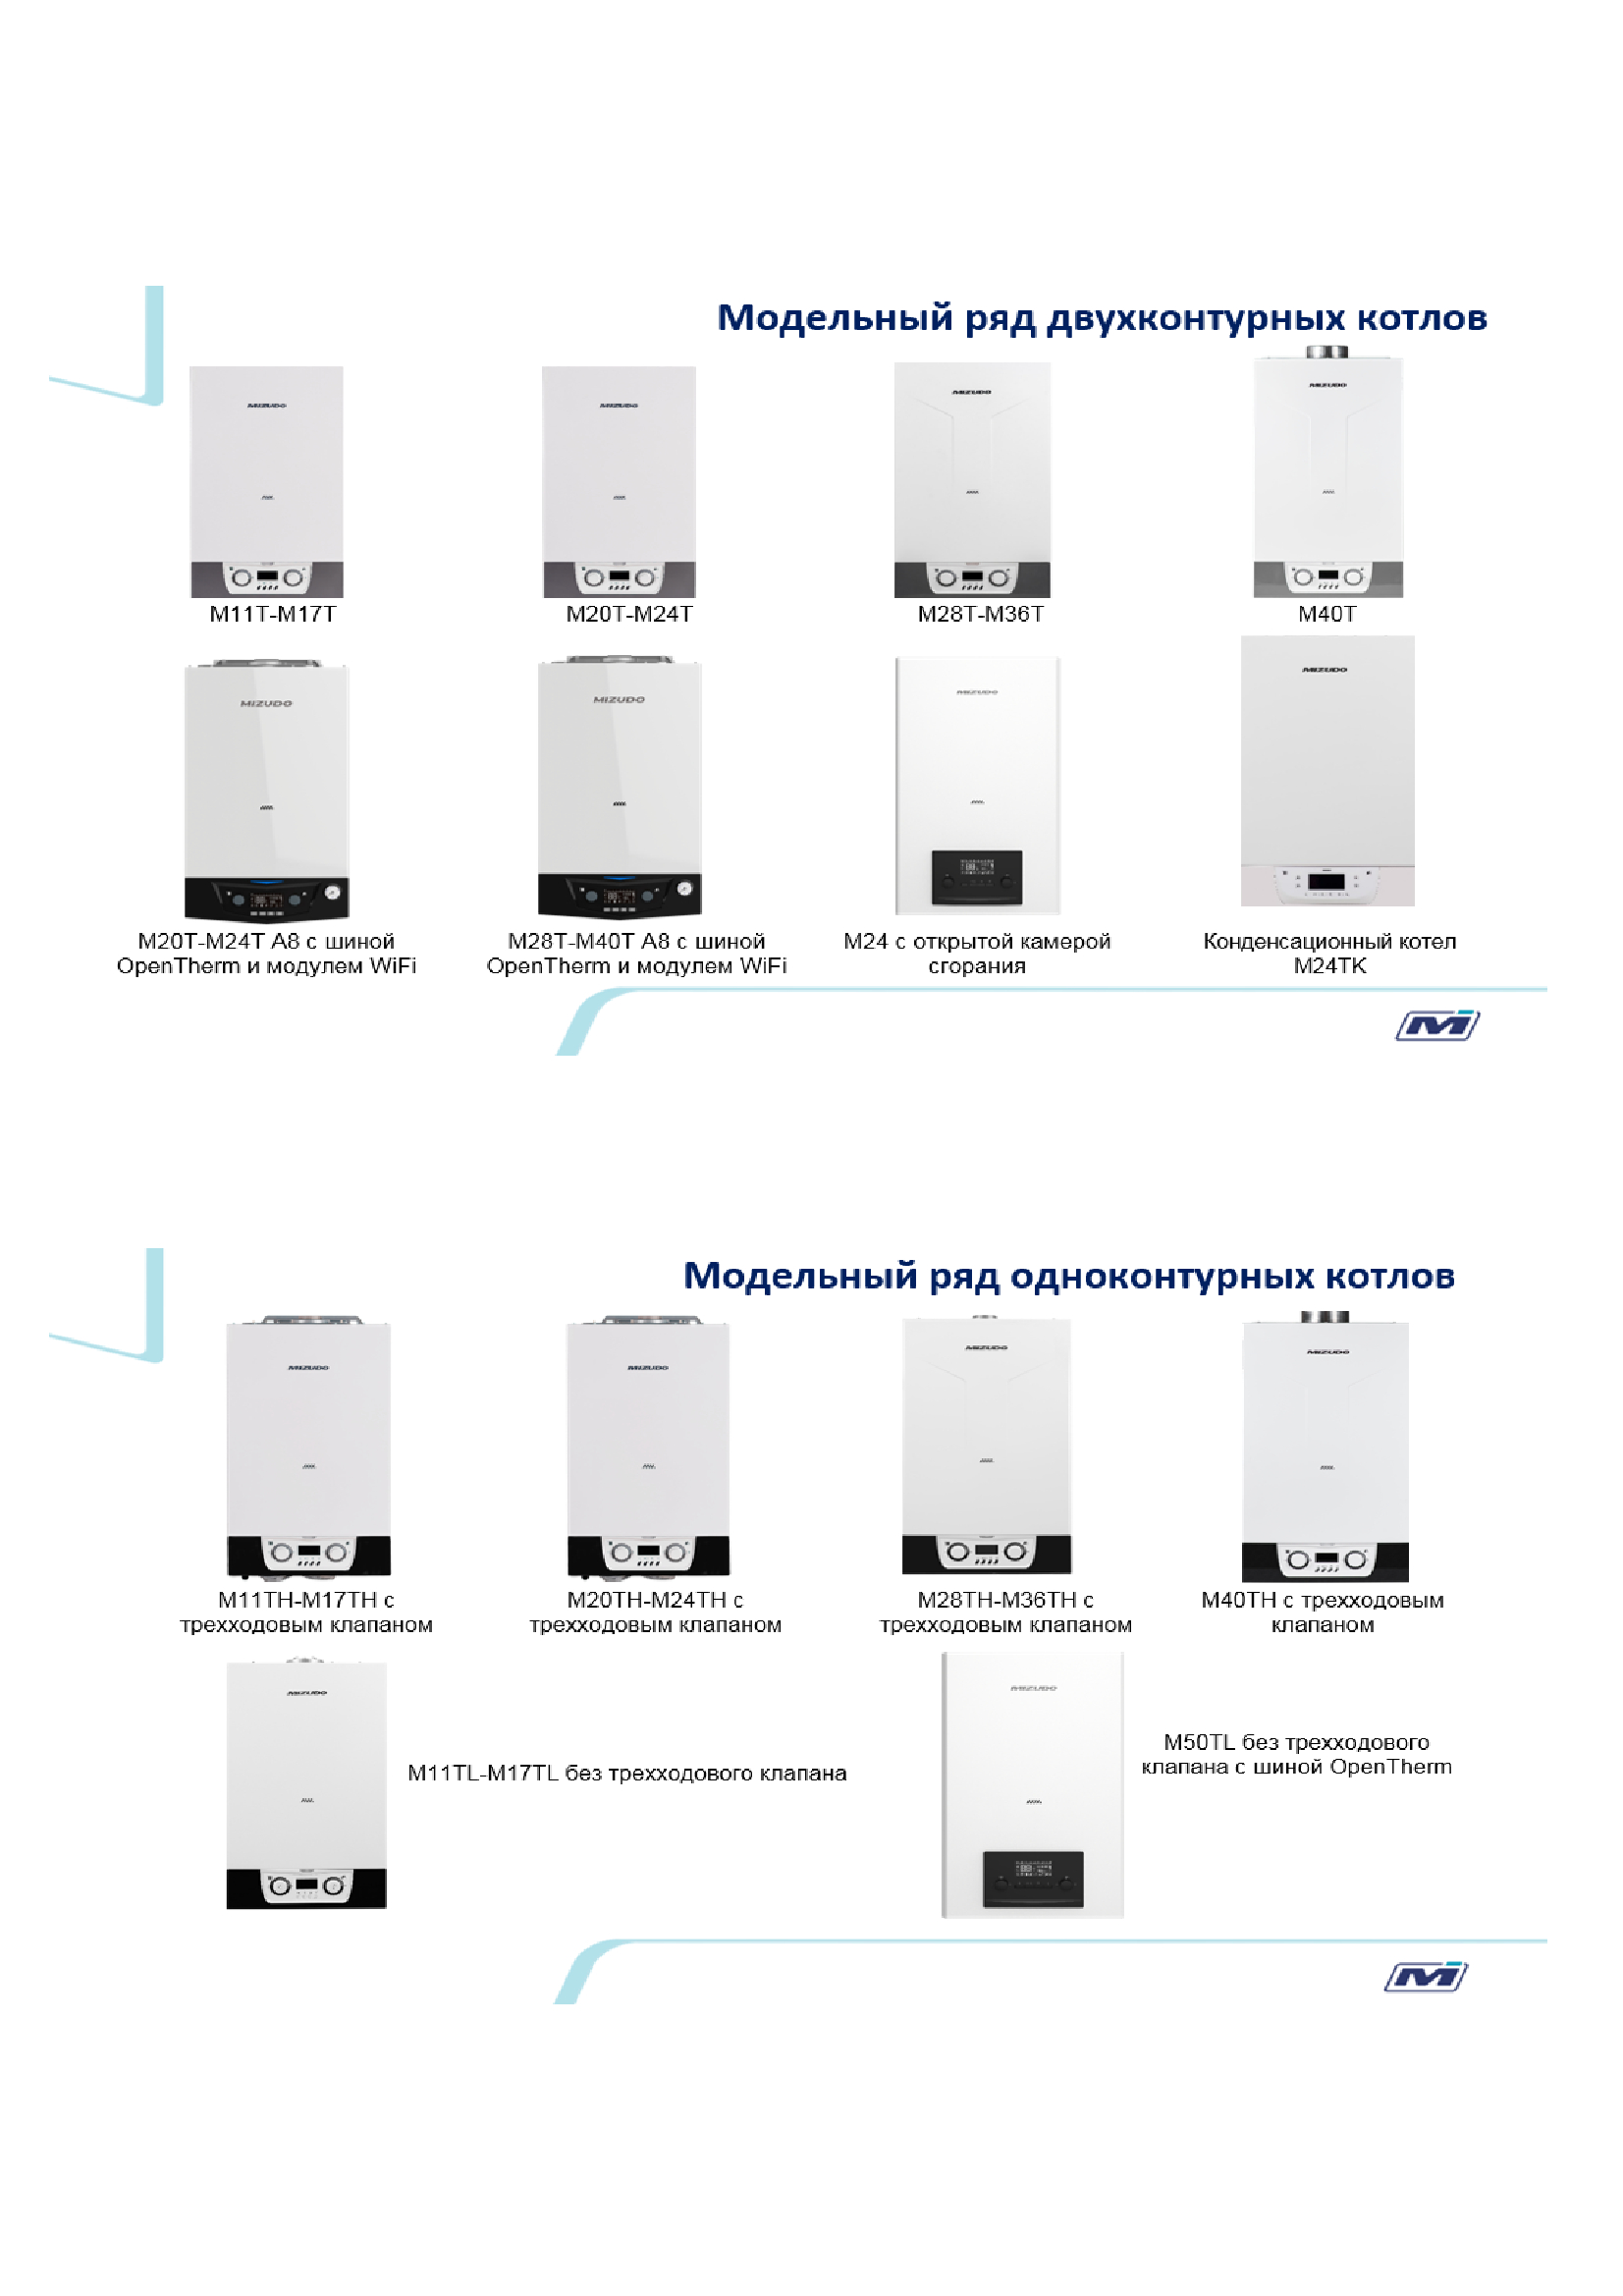 Модельный ряд двухконтурных котлов
MIZUDO
MIZUDO
MIZUDO
MIZUDO
M11T-M17T
M20T-M24T
M28T-M36T
M40T
MIZUDO
MIZUDO
MIZUDO
MIZUDO
M20T-M24T A8 с шиной
OpenTherm и модулем WiFi
M28T-M40T A8 с шиной
OpenTherm и модулем WiFi
M24 с открытой камерой
сгорания
Конденсационный котел
M24TK
Mi
Модельный ряд одноконтурных котлов
MIZUDO
MIZUDO
MIZUDO
MIZUDO
M11TH-M17TH с
трехходовым клапаном
M20TH-M24TH с
трехходовым клапаном
M28TH-M36TH с
трехходовым клапаном
M40TH с трехходовым
клапаном
MIZUDO
M11TL-M17TL без трехходового клапана
MIZUDO
M50TL без трехходового
клапана с шиной OpenTherm
Mi